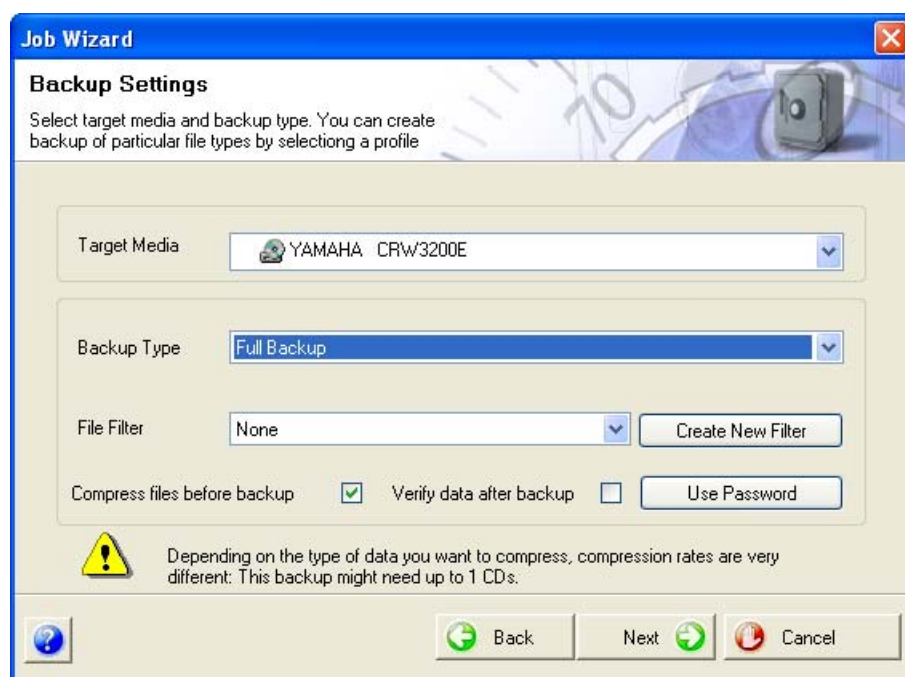 Job Wizard
Backup Settings
Select target media and backup type. You can create
backup of particular file types by selectiong a profile
70
Target Media
YAMAHA CRW3200E
Backup Type
Full Backup
File Filter
None
Create New Filter
Compress files before backup
Verify data after backup
Use Password
Depending on the type of data you want to compress, compression rates are very
different: This backup might need up to 1 CDs.
Back
Next
Cancel